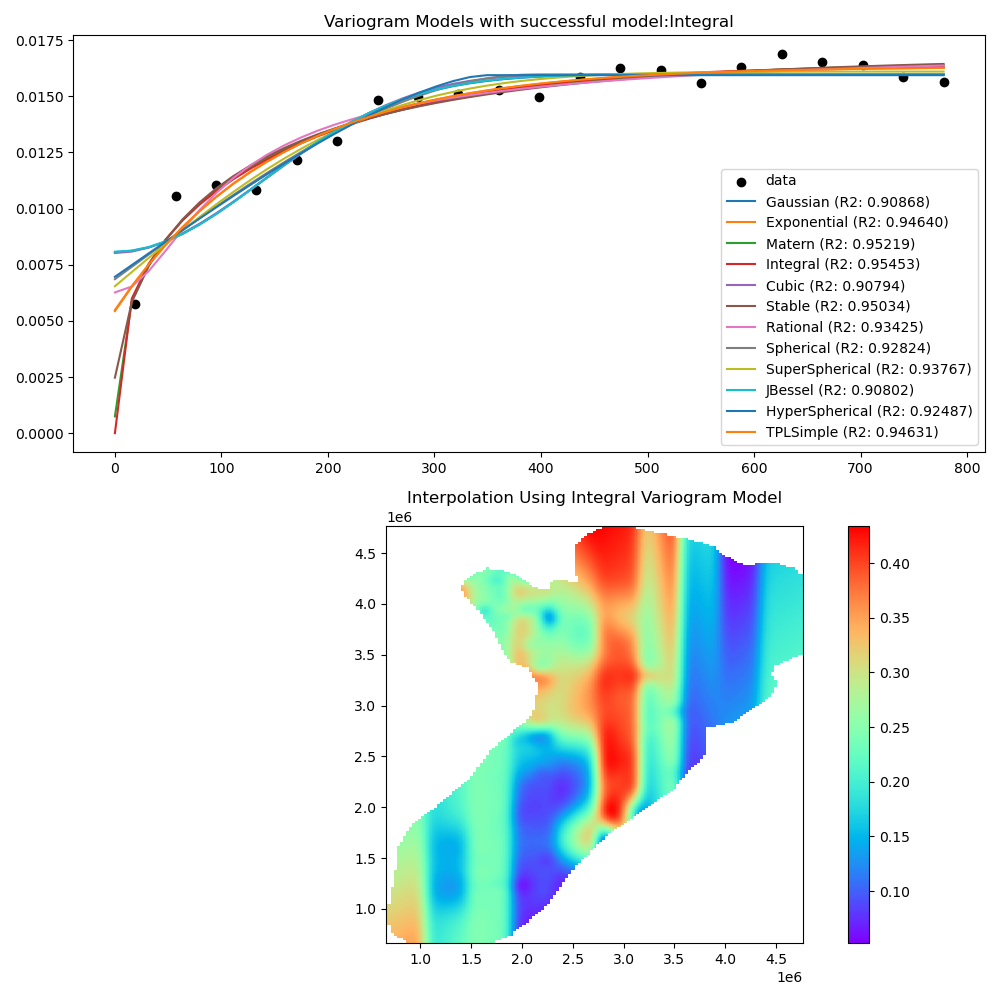 Variogram Models with successful model:Integral
0.0175
0.0150
0.0125
0.0100
0.0075
0.0050
0.0025
0.0000
data
Gaussian (R2: 0.90868)
Exponential (R2: 0.94640)
Matern (R2: 0.95219)
Integral (R2: 0.95453)
Cubic (R2: 0.90794)
Stable (R2: 0.95034)
Rational (R2: 0.93425)
Spherical (R2: 0.92824)
SuperSpherical (R2: 0.93767)
JBessel (R2: 0.90802)
HyperSpherical (R2: 0.92487)
TPLSimple (R2: 0.94631)
0 100 200 300 400 500 600 700 800
Interpolation Using Integral Variogram Model
1e6
4.5
4.0
3.5
3.0
2.5
2.0
1.5
1.0
1.0 1.5 2.0 2.5 3.0 3.5 4.0 4.5
1e6
0.40
0.35
0.30
0.25
0.20
0.15
0.10